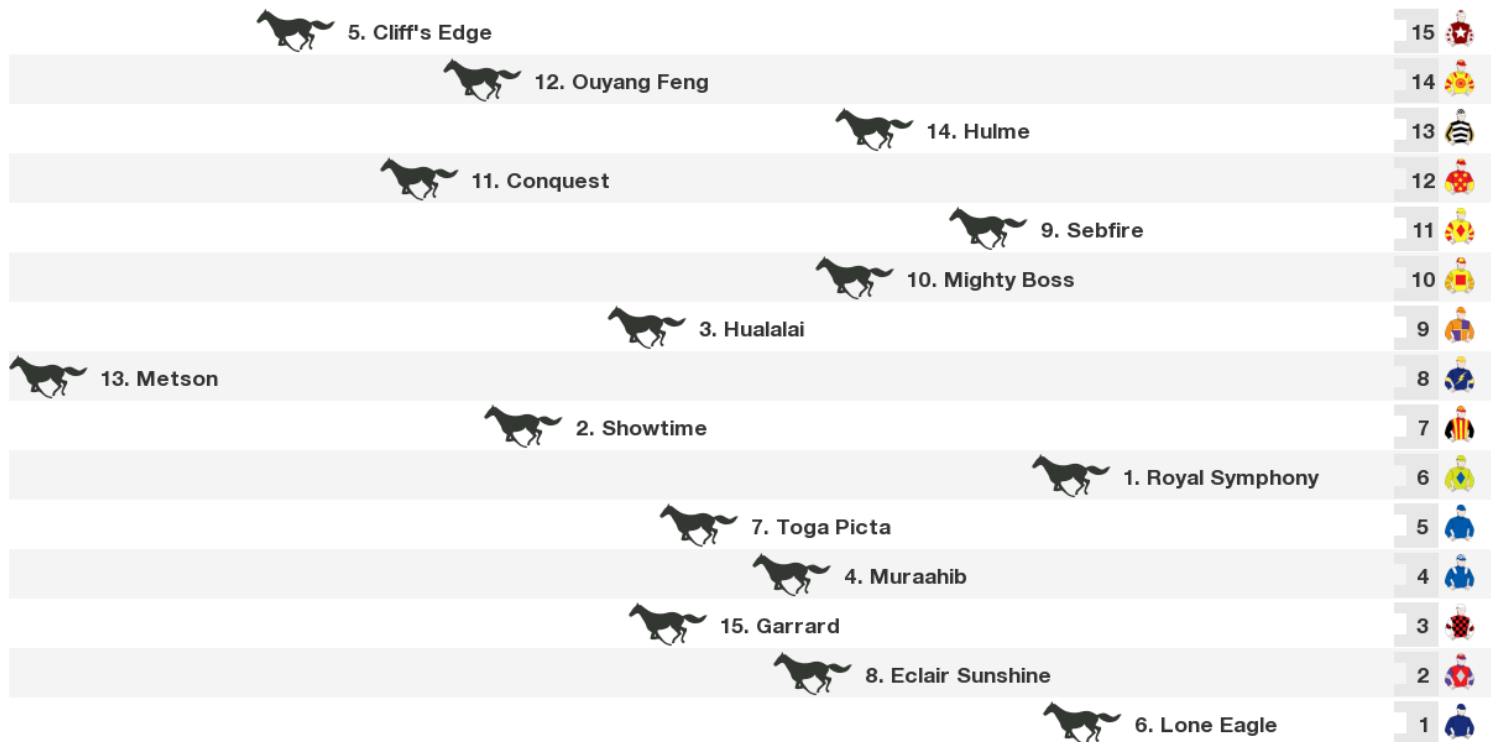 5. Cliff's Edge 15
12. Ouyang Feng 14
14. Hulme 13
11. Conquest 12
9. Sebfire 11
10. Mighty Boss 10
3. Hualalai 9
13. Metson 8
2. Showtime 7
1. Royal Symphony 6
7. Toga Picta 5
4. Muraahib 4
15. Garrard 3
8. Eclair Sunshine 2
6. Lone Eagle 1